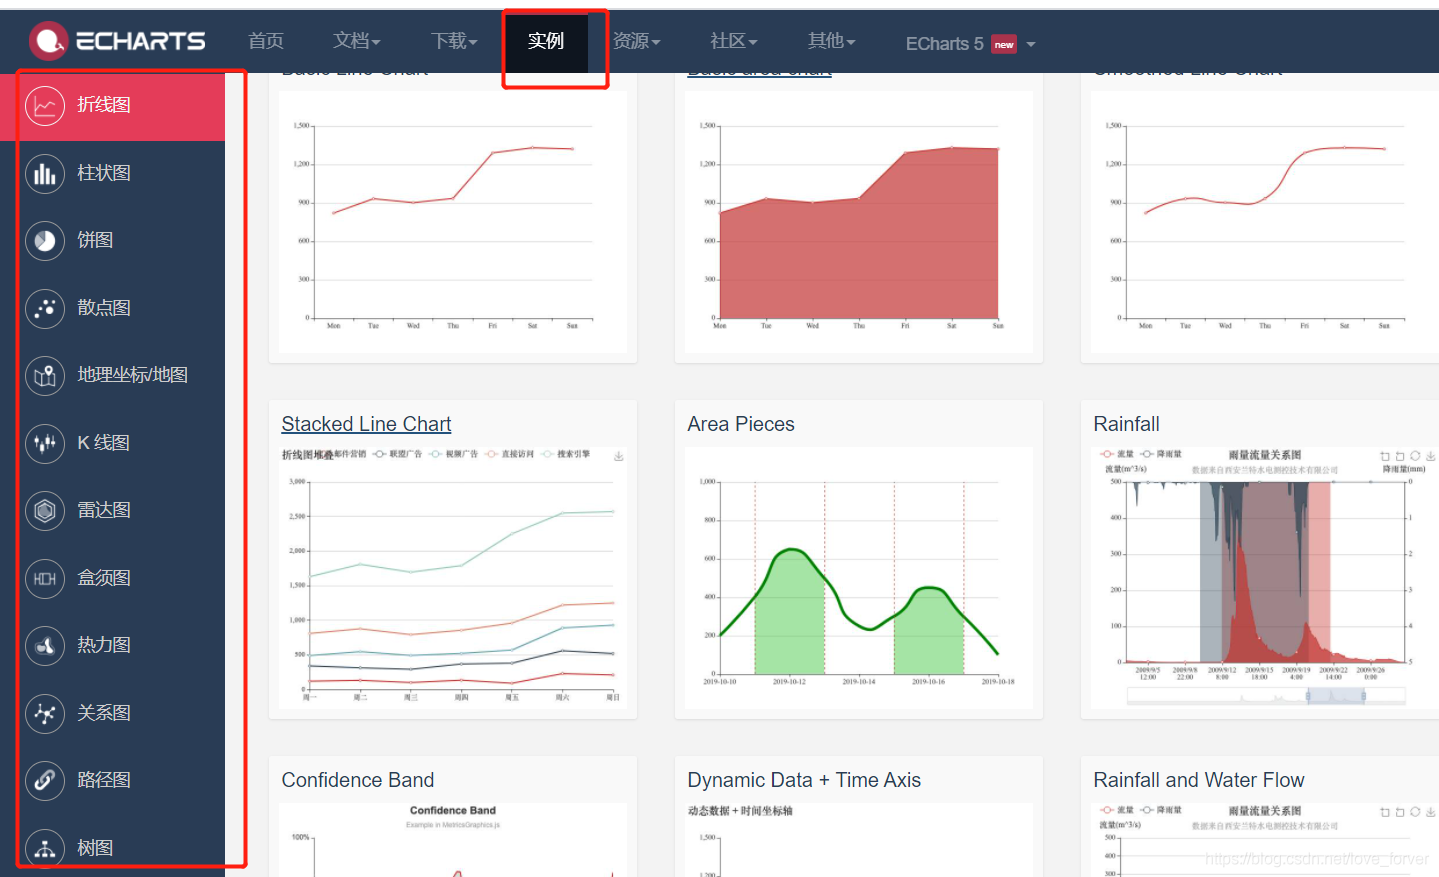 ECHARTS 首页 文档 下载 实例 资源 社区 其他 ECharts 5 new
折线图
柱状图
饼图
散点图
地理坐标/地图
K 线图
雷达图
盒须图
热力图
关系图
路径图
树图
Basic Line Chart
1,500
1,200
900
600
300
0
Mon Tue Wed Thu Fri Sat Sun
Basic area chart
1,500
1,200
900
600
300
0
Mon Tue Wed Thu Fri Sat Sun
Smoothed Line Chart
1,500
1,200
900
600
300
0
Mon Tue Wed Thu Fri Sat Sun
Stacked Line Chart
折线图堆叠 邮件营销 联盟广告 视频广告 直接访问 搜索引擎
3,000
2,500
2,000
1,500
1,000
500
0
周一 周二 周三 周四 周五 周六 周日
Area Pieces
1,000
800
600
400
200
0
2019-10-10 2019-10-12 2019-10-14 2019-10-16 2019-10-18
Rainfall
流量 降雨量 雨量流量关系图
流量(m^3/s) 数据来自西安兰特水电测控技术有限公司 降雨量(mm)
500 0
400 1
300 2
200 3
100 4
0 5
2009/9/5 2009/9/8 2009/9/12 2009/9/15 2009/9/19 2009/9/22 2009/9/26
12:00 22:00 8:00 18:00 4:00 14:00 0:00
Confidence Band
Confidence Band
Example in MetricsGraphics.js
100%
Dynamic Data + Time Axis
动态数据 + 时间坐标轴
1,500
1,200
Rainfall and Water Flow
流量 降雨量 雨量流量关系图
流量(m^3/s) 数据来自西安兰特水电测控技术有限公司
500
400
300
https://blog.csdn.net/love_forver